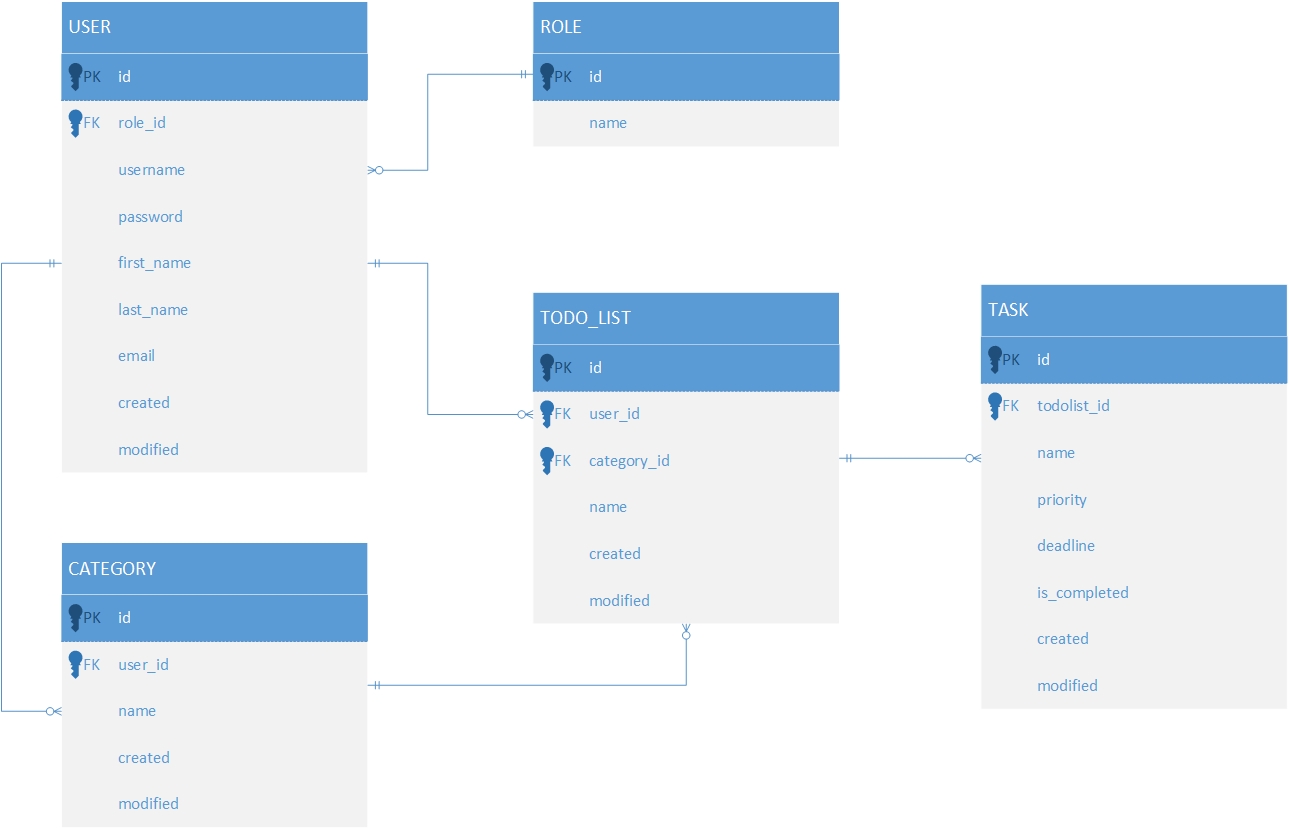 USER
PK id
FK role_id
username
password
first_name
last_name
email
created
modified
ROLE
PK id
name
TODO_LIST
PK id
FK user_id
FK category_id
name
created
modified
TASK
PK id
FK todolist_id
name
priority
deadline
is_completed
created
modified
CATEGORY
PK id
FK user_id
name
created
modified